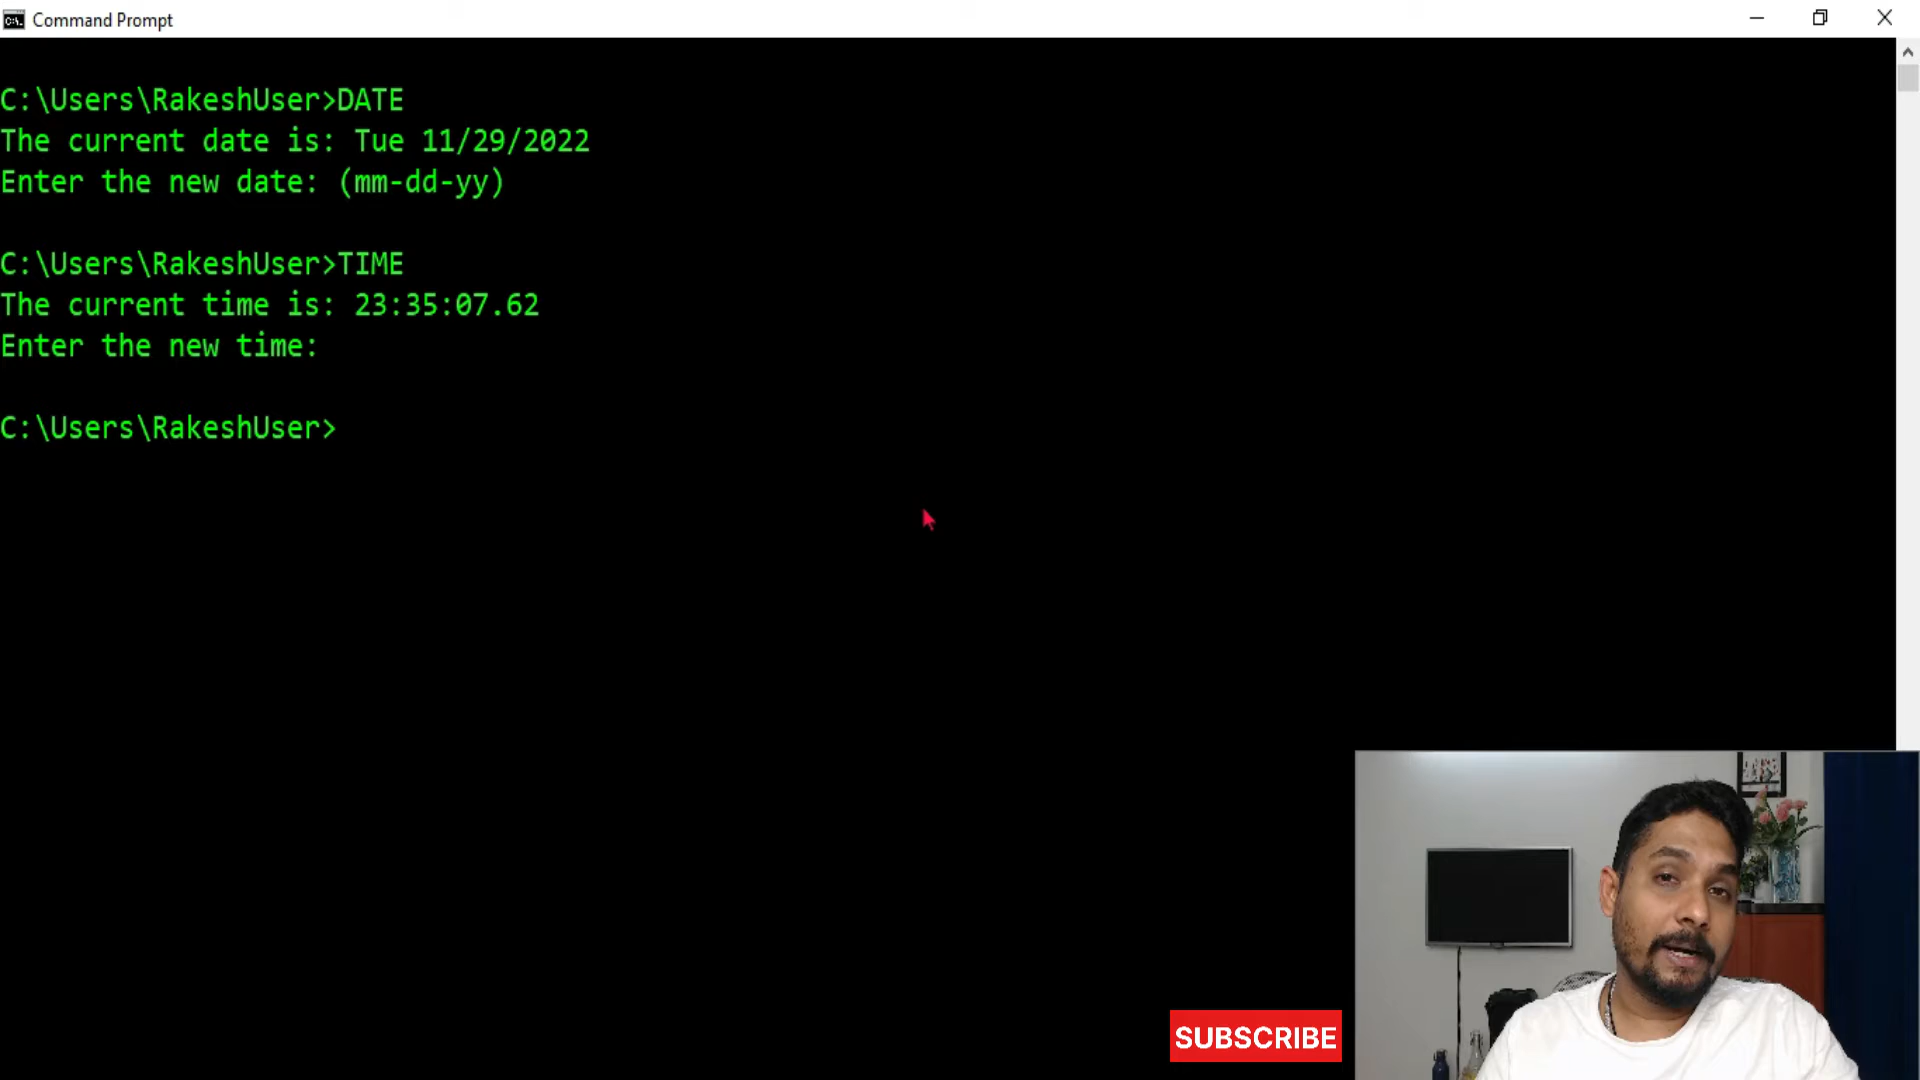 Command Prompt
C:\Users\RakeshUser>DATE
The current date is: Tue 11/29/2022
Enter the new date: (mm-dd-yy)
C:\Users\RakeshUser>TIME
The current time is: 23:35:07.62
Enter the new time:
C:\Users\RakeshUser>
SUBSCRIBE